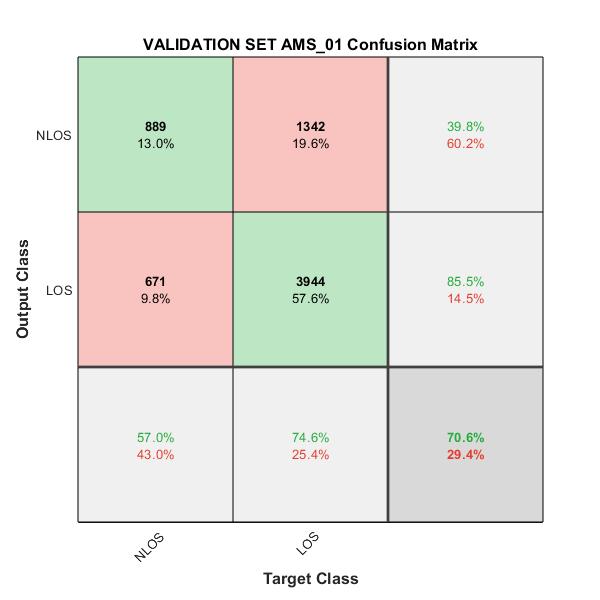 VALIDATION SET AMS_01 Confusion Matrix
NLOS
889
13.0%
1342
19.6%
39.8%
60.2%
LOS
671
9.8%
3944
57.6%
85.5%
14.5%
57.0%
43.0%
74.6%
25.4%
70.6%
29.4%
Output Class
NLOS
LOS
Target Class